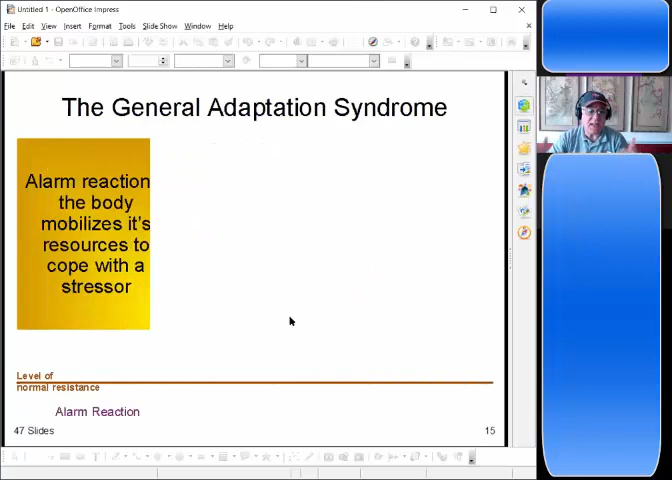 Untitled 1 - OpenOffice Impress
File Edit View Insert Format Tools Slide Show Window Help
The General Adaptation Syndrome
Alarm reaction
the body
mobilizes it's
resources to
cope with a
stressor
Level of
normal resistance
Alarm Reaction
47 Slides
15